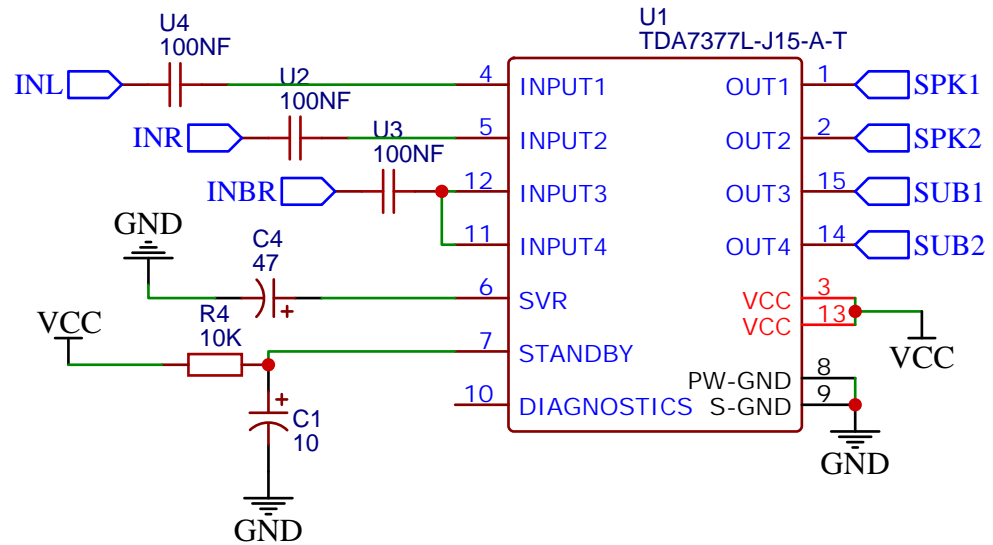 U4
100NF
U1
TDA7377L-J15-A-T
INL
4
INPUT1
OUT1
1
SPK1
U2
100NF
INR
5
INPUT2
OUT2
2
SPK2
U3
100NF
INBR
12
INPUT3
OUT3
15
SUB1
11
INPUT4
OUT4
14
SUB2
GND
C4
47
6
SVR
VCC
3
VCC
13
VCC
VCC
R4
10K
7
STANDBY
PW-GND
8
10
DIAGNOSTICS
S-GND
9
GND
C1
10
GND